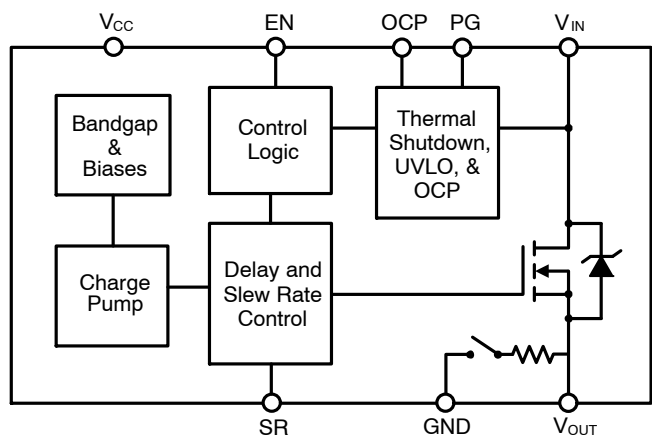 VCC
EN
OCP
PG
VIN
Bandgap
&
Biases
Control
Logic
Thermal
Shutdown,
UVLO, &
OCP
Charge
Pump
Delay and
Slew Rate
Control
SR
GND
VOUT